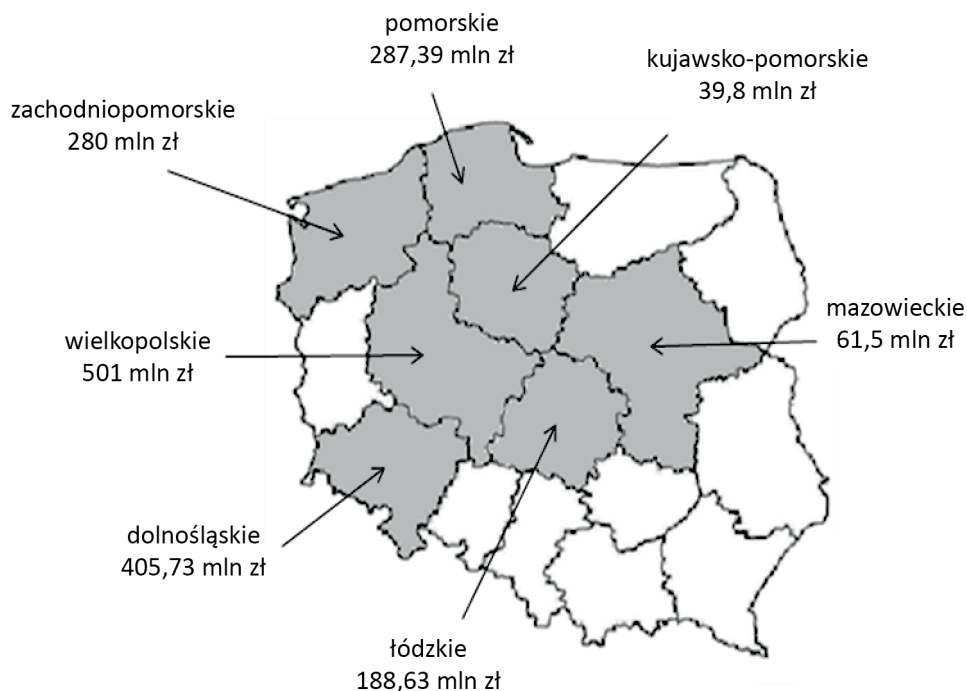 pomorskie
287,39 mln zł
kujawsko-pomorskie
39,8 mln zł
zachodniopomorskie
280 mln zł
mazowieckie
61,5 mln zł
wielkopolskie
501 mln zł
dolnośląskie
405,73 mln zł
łódzkie
188,63 mln zł